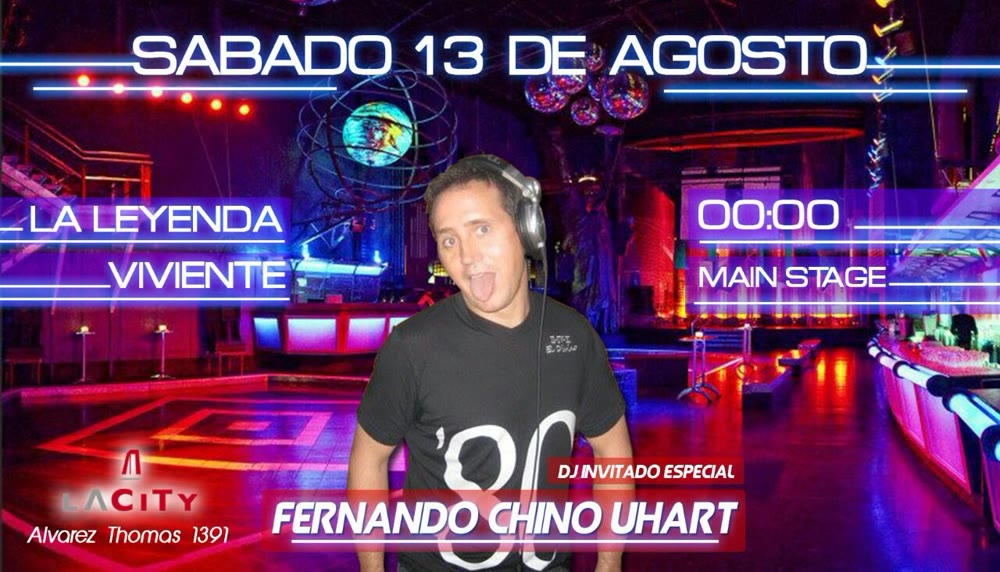 SABADO 13 DE AGOSTO
LA LEYENDA
VIVIENTE
00:00
MAIN STAGE
'80
DJ INVITADO ESPECIAL
FERNANDO CHINO UHART
LACITY
Alvarez Thomas 1391